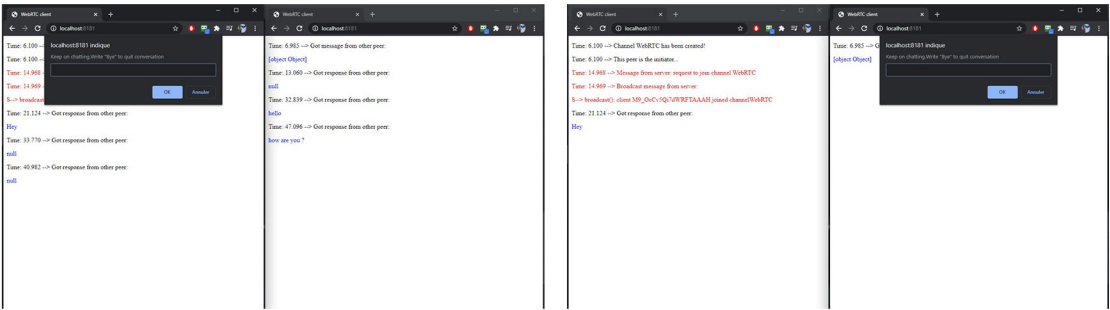 WebRTC client
localhost:8181
Time: 6.100 -->
Time: 6.100 -->
Time: 14.968
Time: 14.969
S--> broadcast
localhost:8181 indique
Keep on chatting.Write "Bye" to quit conversation
OK
Annuler
Time: 21.124 --> Got response from other peer:
Hey
Time: 33.770 --> Got response from other peer:
null
Time: 40.982 --> Got response from other peer:
null
WebRTC client
localhost:8181
Time: 6.985 --> Got message from other peer:
[object Object]
Time: 13.060 --> Got response from other peer:
null
Time: 32.839 --> Got response from other peer:
hello
Time: 47.096 --> Got response from other peer:
how are you ?
WebRTC client
localhost:8181
Time: 6.100 --> Channel WebRTC has been created!
Time: 6.100 --> This peer is the initiator...
Time: 14.968 --> Message from server: request to join channel WebRTC
Time: 14.969 --> Broadcast message from server:
S--> broadcast(): client joined channelWebRTC
Time: 21.124 --> Got response from other peer:
Hey
WebRTC client
localhost:8181
Time: 6.985 --> G
[object Object]
localhost:8181 indique
Keep on chatting.Write "Bye" to quit conversation
OK
Annuler